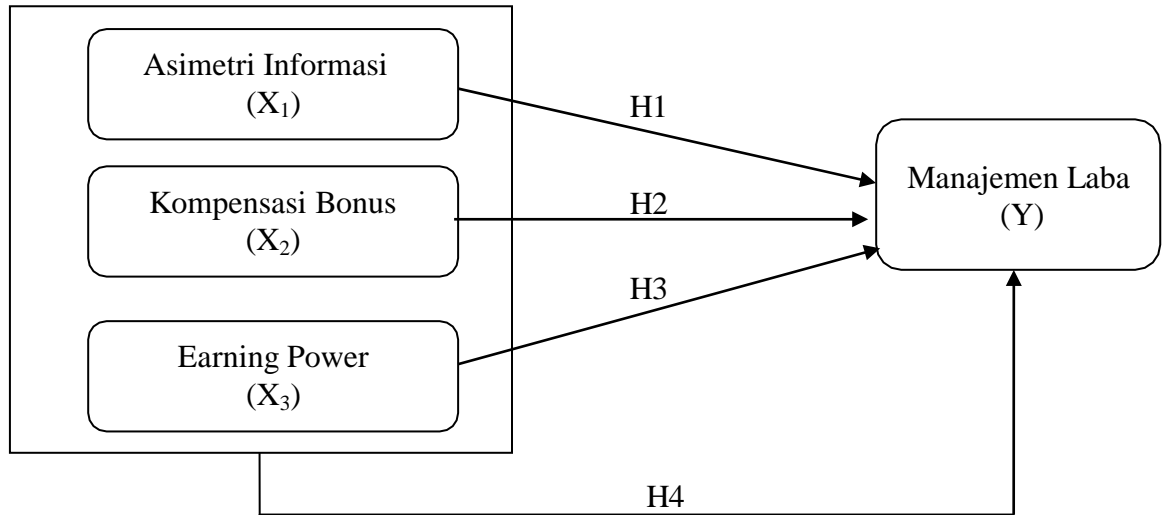 Asimetri Informasi
(X₁)
H1
Kompensasi Bonus
(X₂)
H2
Manajemen Laba
(Y)
H3
Earning Power
(X₃)
H4